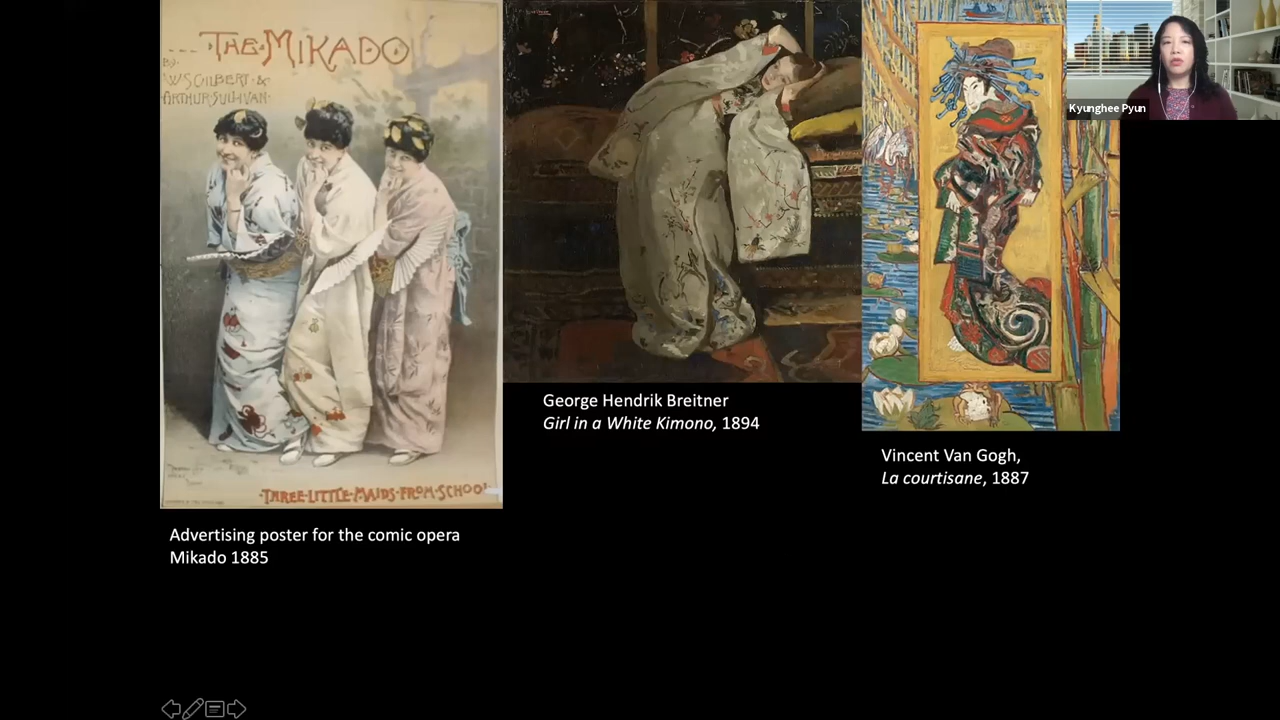 THE MIKADO
BY
W.S. GILBERT &
ARTHUR SULLIVAN
THREE LITTLE MAIDS FROM SCHOOL
Advertising poster for the comic opera
Mikado 1885
George Hendrik Breitner
Girl in a White Kimono, 1894
Vincent Van Gogh,
La courtisane, 1887
Kyunghee Pyun